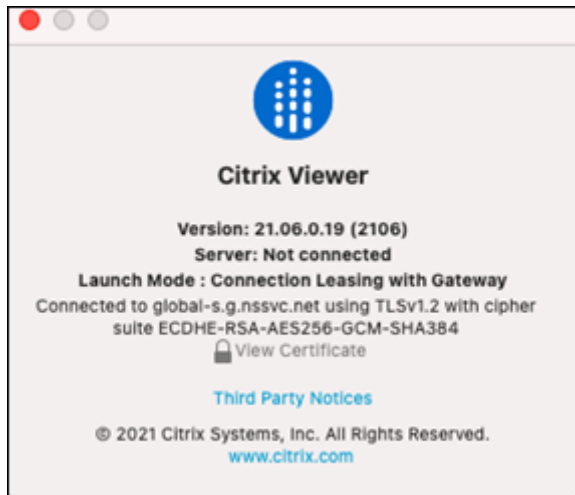 Citrix Viewer
Version: 21.06.0.19 (2106)
Server: Not connected
Launch Mode : Connection Leasing with Gateway
Connected to global-s.g.nssvc.net using TLSv1.2 with cipher
suite ECDHE-RSA-AES256-GCM-SHA384
View Certificate
Third Party Notices
© 2021 Citrix Systems, Inc. All Rights Reserved.
www.citrix.com